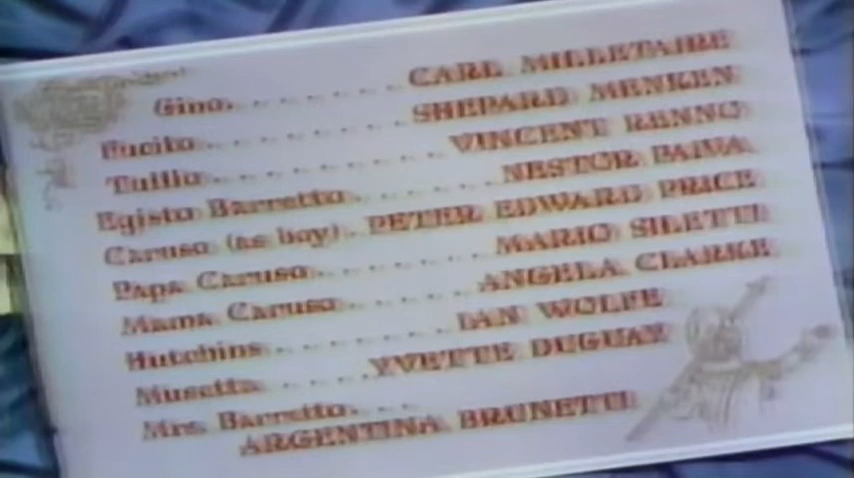 Gino. . . . . . . . CARL MILLETAIRE
Fucito. . . . . . . . . . SHEPARD MENKEN
Tullio. . . . . . . . . . . VINCENT RENNO
Egisto Barretto. . . . . . . NESTOR PAIVA
Caruso (as boy). . PETER EDWARD PRICE
Papa Caruso. . . . . . . . MARIO SILETTI
Mama Caruso. . . . . . ANGELA CLARKE
Hutchins. . . . . . . . . IAN WOLFE
Musetta. . . . . . YVETTE DUGUAY
Mrs. Barretto. . . .
ARGENTINA BRUNETTI